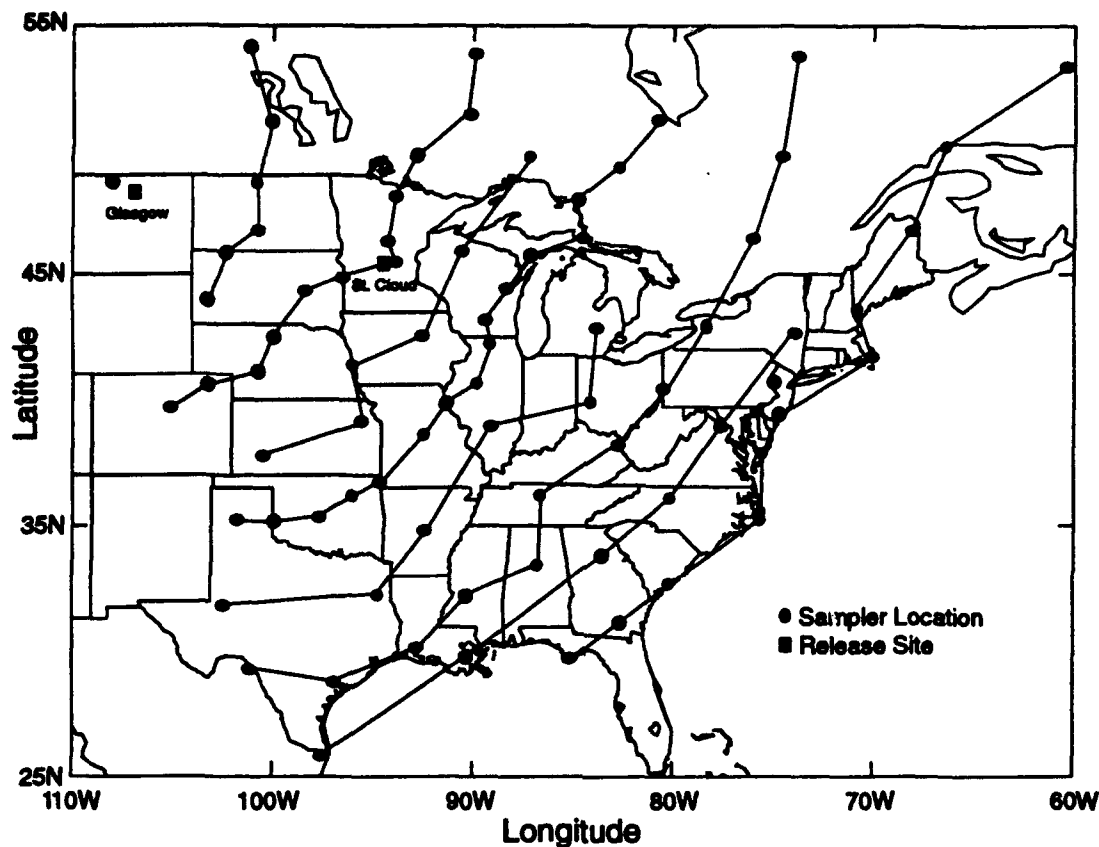 55N
Glasgow
45N
St. Cloud
Latitude
35N
Sampler Location
Release Site
25N
110W 100W 90W 80W 70W 60W
Longitude